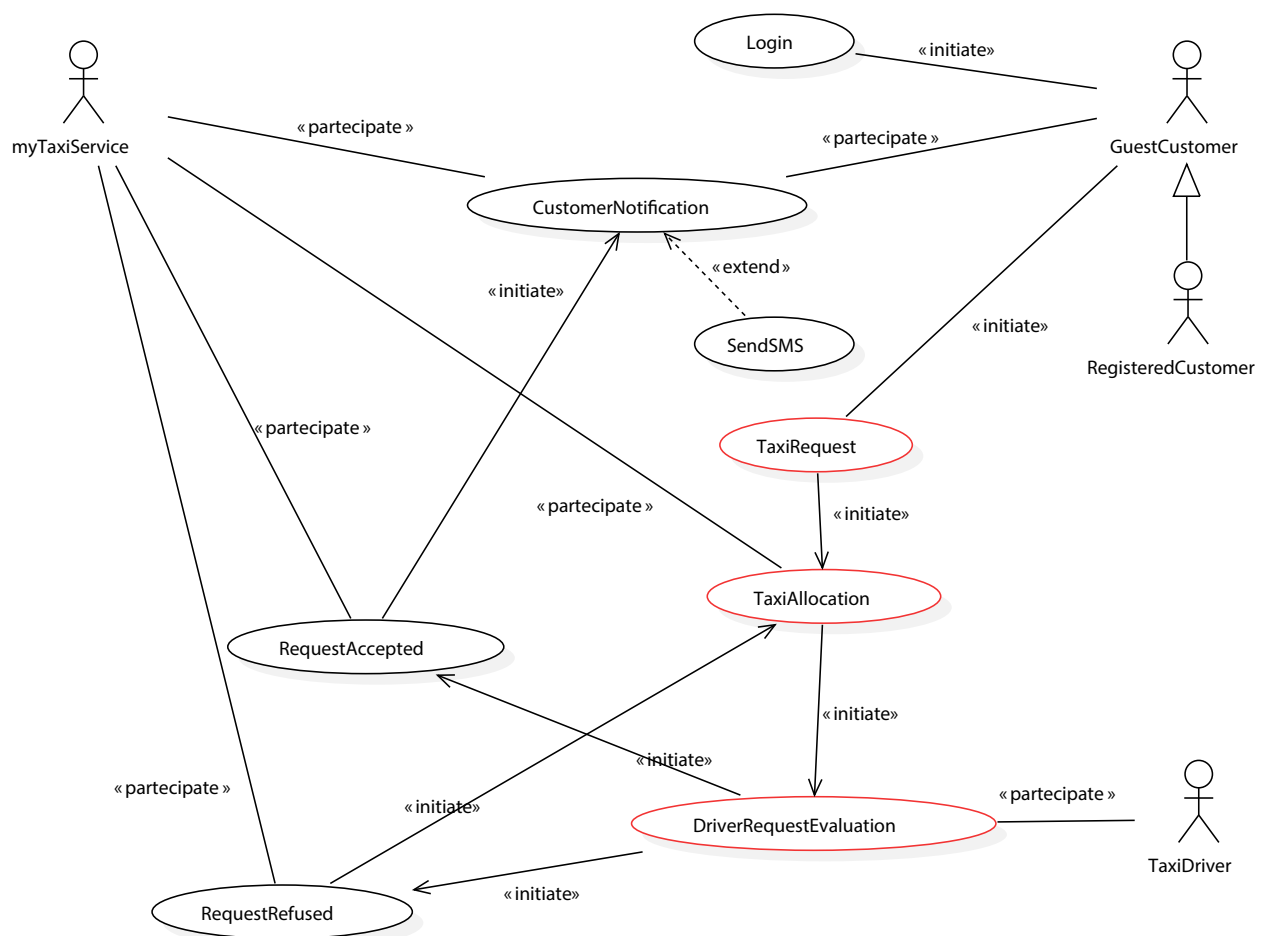 Login
«initiate»
myTaxiService
«partecipate»
«partecipate»
GuestCustomer
CustomerNotification
«extend»
«initiate»
«initiate»
SendSMS
RegisteredCustomer
«partecipate»
TaxiRequest
«partecipate»
«initiate»
TaxiAllocation
RequestAccepted
«initiate»
«initiate»
«partecipate»
«initiate»
«partecipate»
DriverRequestEvaluation
TaxiDriver
«initiate»
RequestRefused